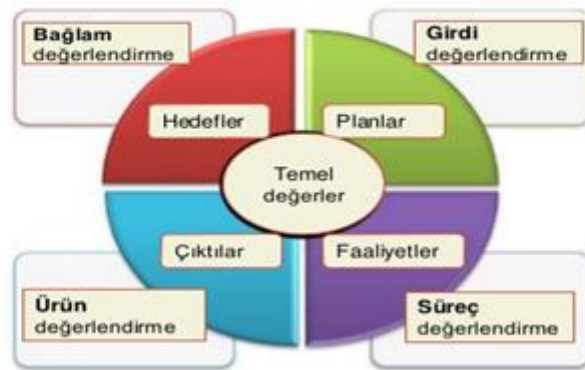 Bağlam
değerlendirme
Girdi
değerlendirme
Hedefler
Planlar
Temel
değerler
Çıktılar
Faaliyetler
Ürün
değerlendirme
Süreç
değerlendirme